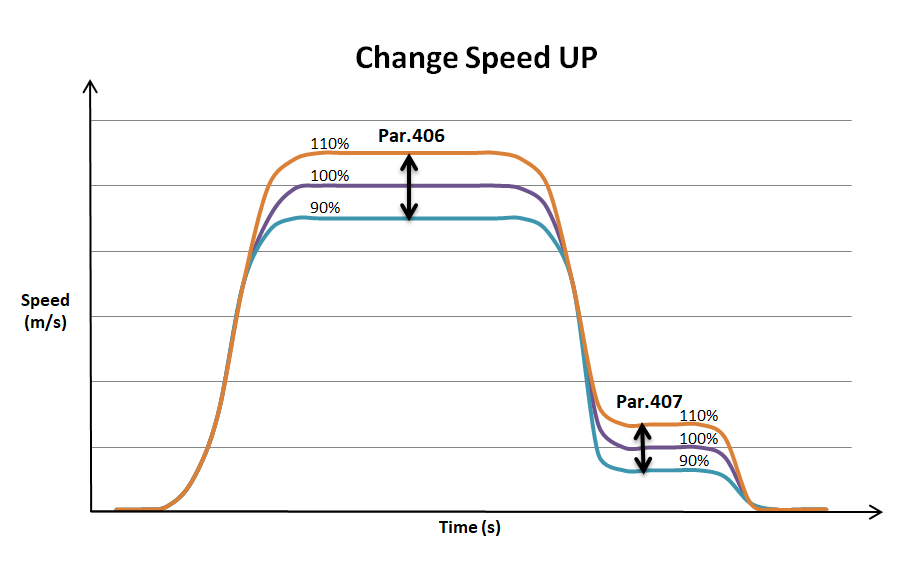 Change Speed UP
110%
Par.406
100%
90%
Speed
(m/s)
Par.407
110%
100%
90%
Time (s)